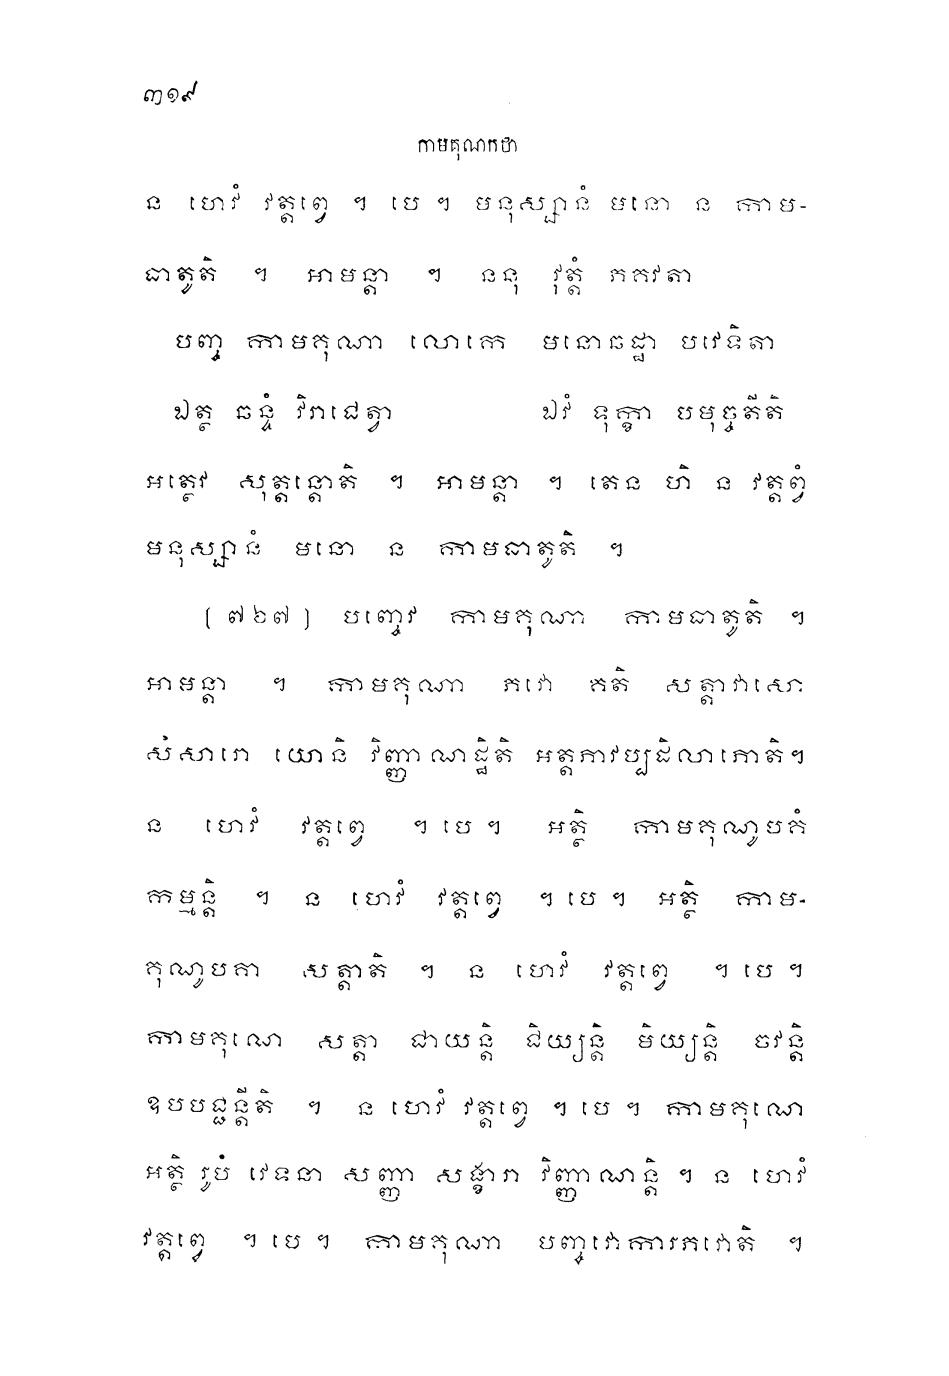 ៣១៩
កាមគុណកថា
ន ហេវំ វត្តព្វេ ។ បេ ។ មនុស្សានំ មនោ ន កាម-
ធាតូតិ ។ អាមន្តា ។ ននុ វុត្តំ ភគវតា
បញ្ច កាមគុណា លោកេ មនោឆដ្ឋា បវេទិតា
ឯត្ថ ឆន្ទំ វិរាជេត្វា ឯវំ ទុក្ខា បមុច្ចតីតិ
អត្ថេវ សុត្តន្តោតិ ។ អាមន្តា ។ តេន ហិ ន វត្តព្វំ
មនុស្សានំ មនោ ន កាមធាតូតិ ។
[៧៦៧] បញ្ចេវ កាមគុណា កាមធាតូតិ ។
អាមន្តា ។ កាមគុណា ភវោ គតិ សត្តាវាសោ
សំសារោ យោនិ វិញ្ញាណដ្ឋិតិ អត្តភាវប្បដិលាភោតិ។
ន ហេវំ វត្តព្វេ ។ បេ ។ អត្ថិ កាមគុណូបគំ
កម្មន្តិ ។ ន ហេវំ វត្តព្វេ ។ បេ ។ អត្ថិ កាម-
គុណូបគា សត្តាតិ ។ ន ហេវំ វត្តព្វេ ។ បេ ។
កាមគុណេ សត្តា ជាយន្តិ ជិយ្យន្តិ មិយ្យន្តិ ចវន្តិ
ឧបបជ្ជន្តីតិ ។ ន ហេវំ វត្តព្វេ ។ បេ ។ កាមគុណេ
អត្ថិ រូបំ វេទនា សញ្ញា សង្ខារា វិញ្ញាណន្តិ ។ ន ហេវំ
វត្តព្វេ ។ បេ ។ កាមគុណា បញ្ចវោការភវោតិ ។